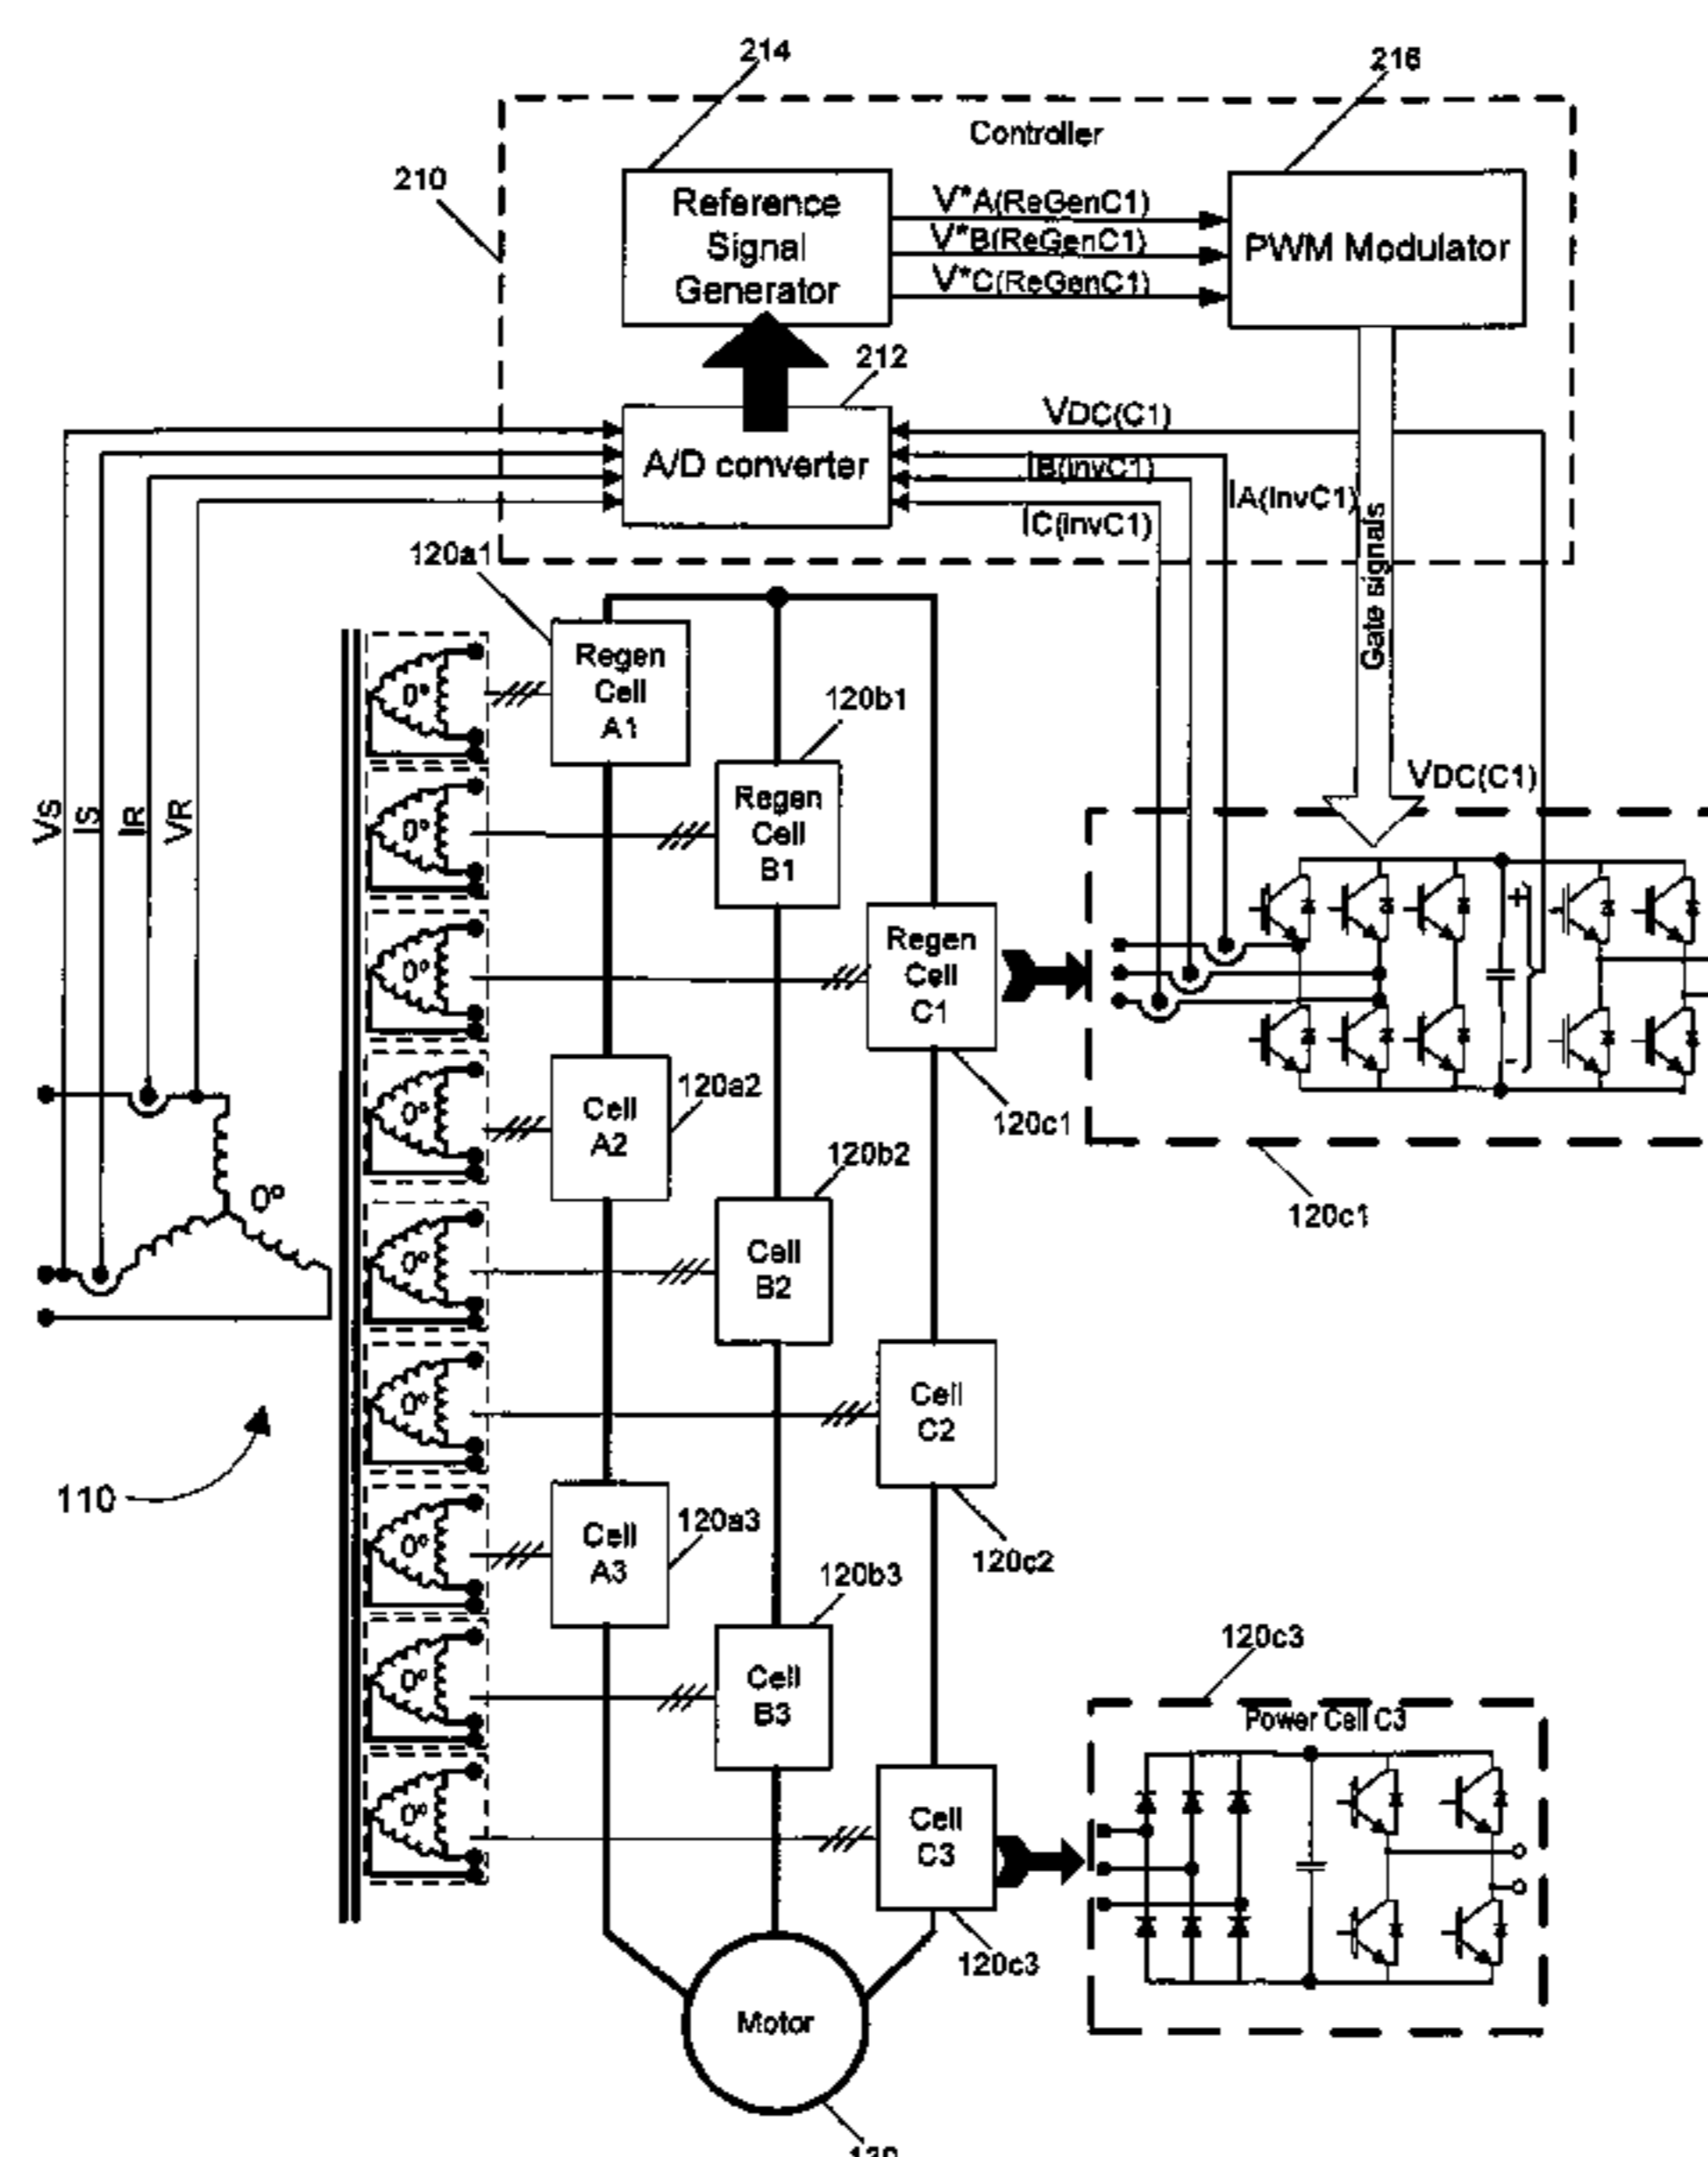 214
216
Controller
210
Reference
Signal
Generator
V*A(ReGenC1)
V*B(ReGenC1)
V*C(ReGenC1)
PWM Modulator
212
A/D converter
VDC(C1)
IB(invC1)
IA(InvC1)
IC(invC1)
Gate signals
120a1
Regen
Cell
A1
0°
120b1
Regen
Cell
B1
0°
VS
IS
IR
VR
VDC(C1)
+
-
Regen
Cell
C1
0°
120c1
120c1
Cell
A2
0°
120a2
120b2
Cell
B2
0°
0°
Cell
C2
0°
110
120c2
Cell
A3
0°
120a3
120b3
Cell
B3
0°
120c3
Power Cell C3
Cell
C3
0°
120c3
Motor